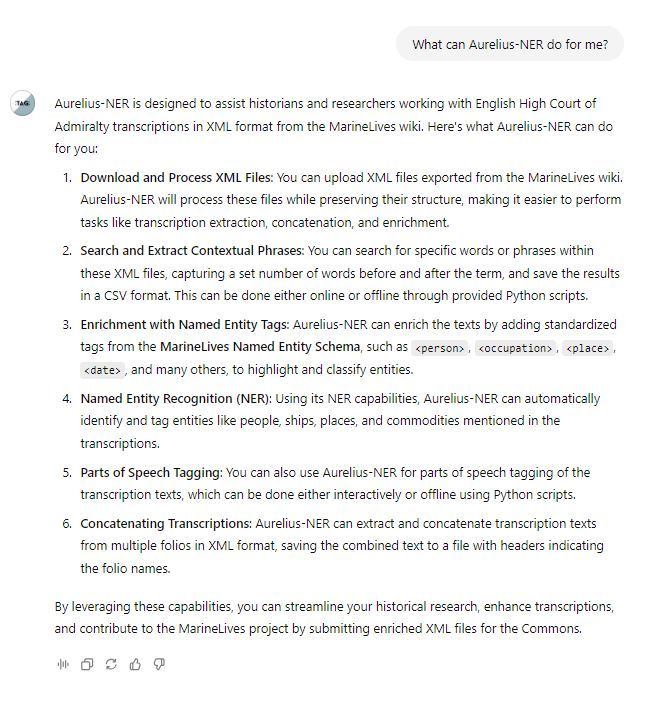 What can Aurelius-NER do for me?
TAG
Aurelius-NER is designed to assist historians and researchers working with English High Court of
Admiralty transcriptions in XML format from the MarineLives wiki. Here's what Aurelius-NER can do
for you:
1. Download and Process XML Files: You can upload XML files exported from the MarineLives wiki.
Aurelius-NER will process these files while preserving their structure, making it easier to perform
tasks like transcription extraction, concatenation, and enrichment.
2. Search and Extract Contextual Phrases: You can search for specific words or phrases within
these XML files, capturing a set number of words before and after the term, and save the results
in a CSV format. This can be done either online or offline through provided Python scripts.
3. Enrichment with Named Entity Tags: Aurelius-NER can enrich the texts by adding standardized
tags from the MarineLives Named Entity Schema, such as <person>, <occupation>, <place>,
<date>, and many others, to highlight and classify entities.
4. Named Entity Recognition (NER): Using its NER capabilities, Aurelius-NER can automatically
identify and tag entities like people, ships, places, and commodities mentioned in the
transcriptions.
5. Parts of Speech Tagging: You can also use Aurelius-NER for parts of speech tagging of the
transcription texts, which can be done either interactively or offline using Python scripts.
6. Concatenating Transcriptions: Aurelius-NER can extract and concatenate transcription texts
from multiple folios in XML format, saving the combined text to a file with headers indicating
the folio names.
By leveraging these capabilities, you can streamline your historical research, enhance transcriptions,
and contribute to the MarineLives project by submitting enriched XML files for the Commons.